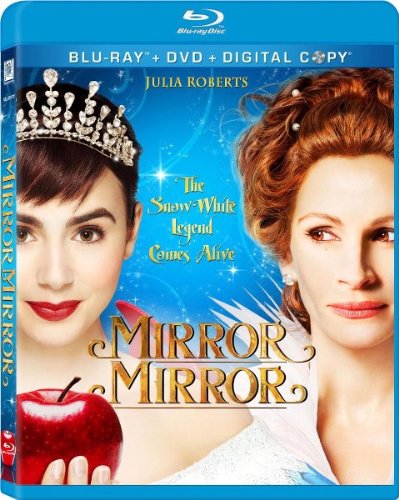 Blu-ray Disc
BLU-RAY + DVD + DIGITAL COPY
JULIA ROBERTS
The
Snow-White
Legend
Comes Alive
MIRROR
MIRROR
MIRROR MIRROR